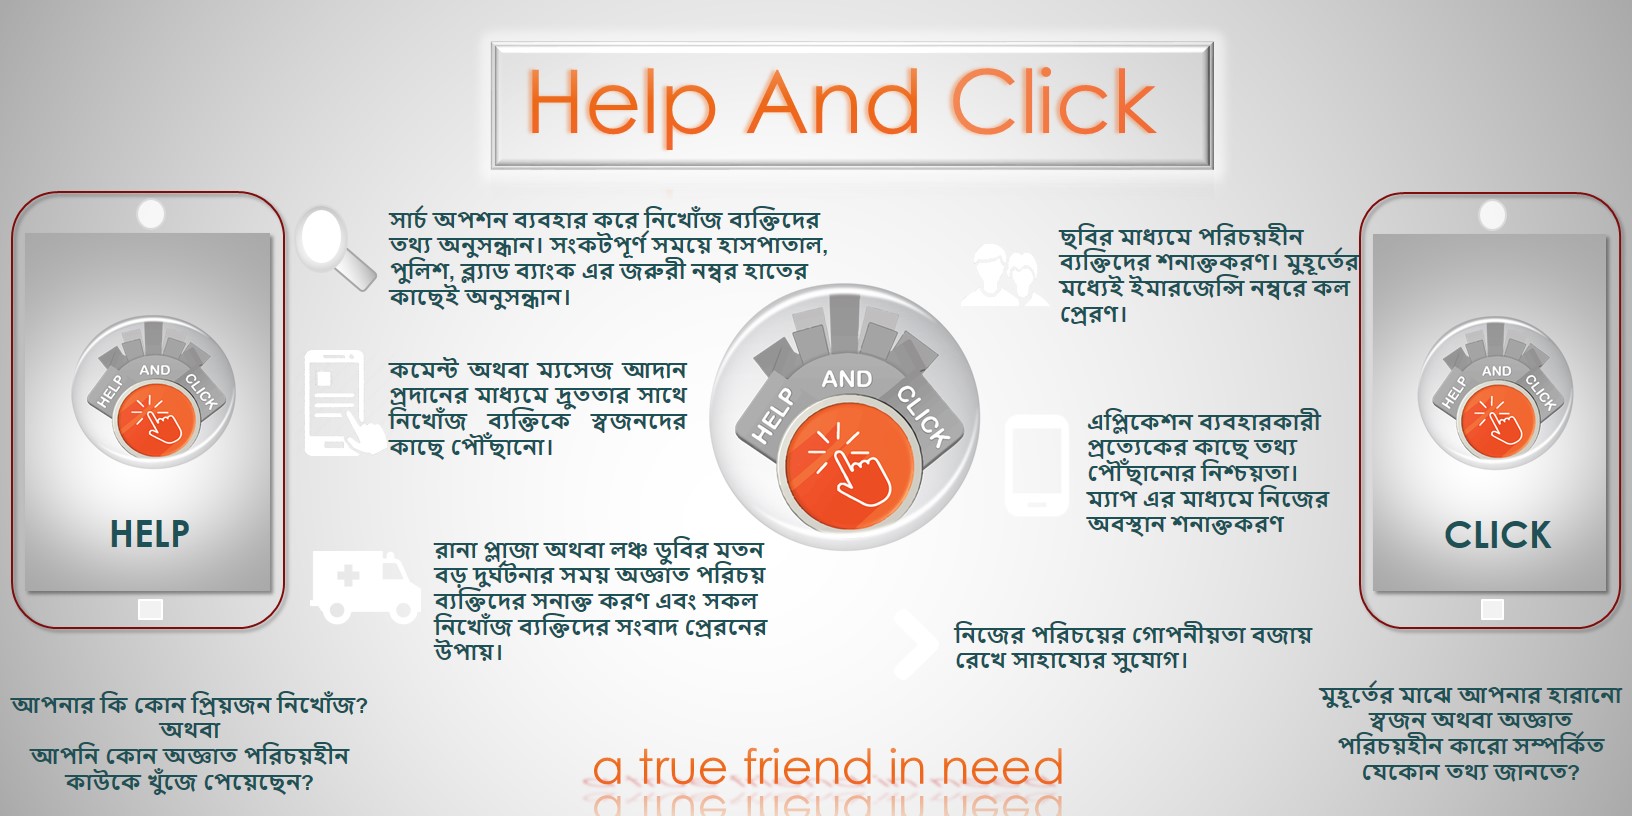 Help And Click
সার্চ অপশন ব্যবহার করে নিখোঁজ ব্যক্তিদের
তথ্য অনুসন্ধান। সংকটপূর্ণ সময়ে হাসপাতাল,
পুলিশ, ব্ল্যাড ব্যাংক এর জরুরী নম্বর হাতের
কাছেই অনুসন্ধান।
কমেন্ট অথবা ম্যসেজ আদান
প্রদানের মাধ্যমে দ্রুততার সাথে
নিখোঁজ ব্যক্তিকে স্বজনদের
কাছে পৌঁছানো।
রানা প্লাজা অথবা লঞ্চ ডুবির মতন
বড় দুর্ঘটনার সময় অজ্ঞাত পরিচয়
ব্যক্তিদের সনাক্ত করণ এবং সকল
নিখোঁজ ব্যক্তিদের সংবাদ প্রেরনের
উপায়।
ছবির মাধ্যমে পরিচয়হীন
ব্যক্তিদের শনাক্তকরণ। মুহূর্তের
মধ্যেই ইমারজেন্সি নম্বরে কল
প্রেরণ।
এপ্লিকেশন ব্যবহারকারী
প্রত্যেকের কাছে তথ্য
পৌঁছানোর নিশ্চয়তা।
ম্যাপ এর মাধ্যমে নিজের
অবস্থান শনাক্তকরণ
নিজের পরিচয়ের গোপনীয়তা বজায়
রেখে সাহায্যের সুযোগ।
HELP AND CLICK
HELP
HELP AND CLICK
HELP AND CLICK
CLICK
আপনার কি কোন প্রিয়জন নিখোঁজ?
অথবা
আপনি কোন অজ্ঞাত পরিচয়হীন
কাউকে খুঁজে পেয়েছেন?
a true friend in need
মুহূর্তের মাঝে আপনার হারানো
স্বজন অথবা অজ্ঞাত
পরিচয়হীন কারো সম্পর্কিত
যেকোন তথ্য জানতে?